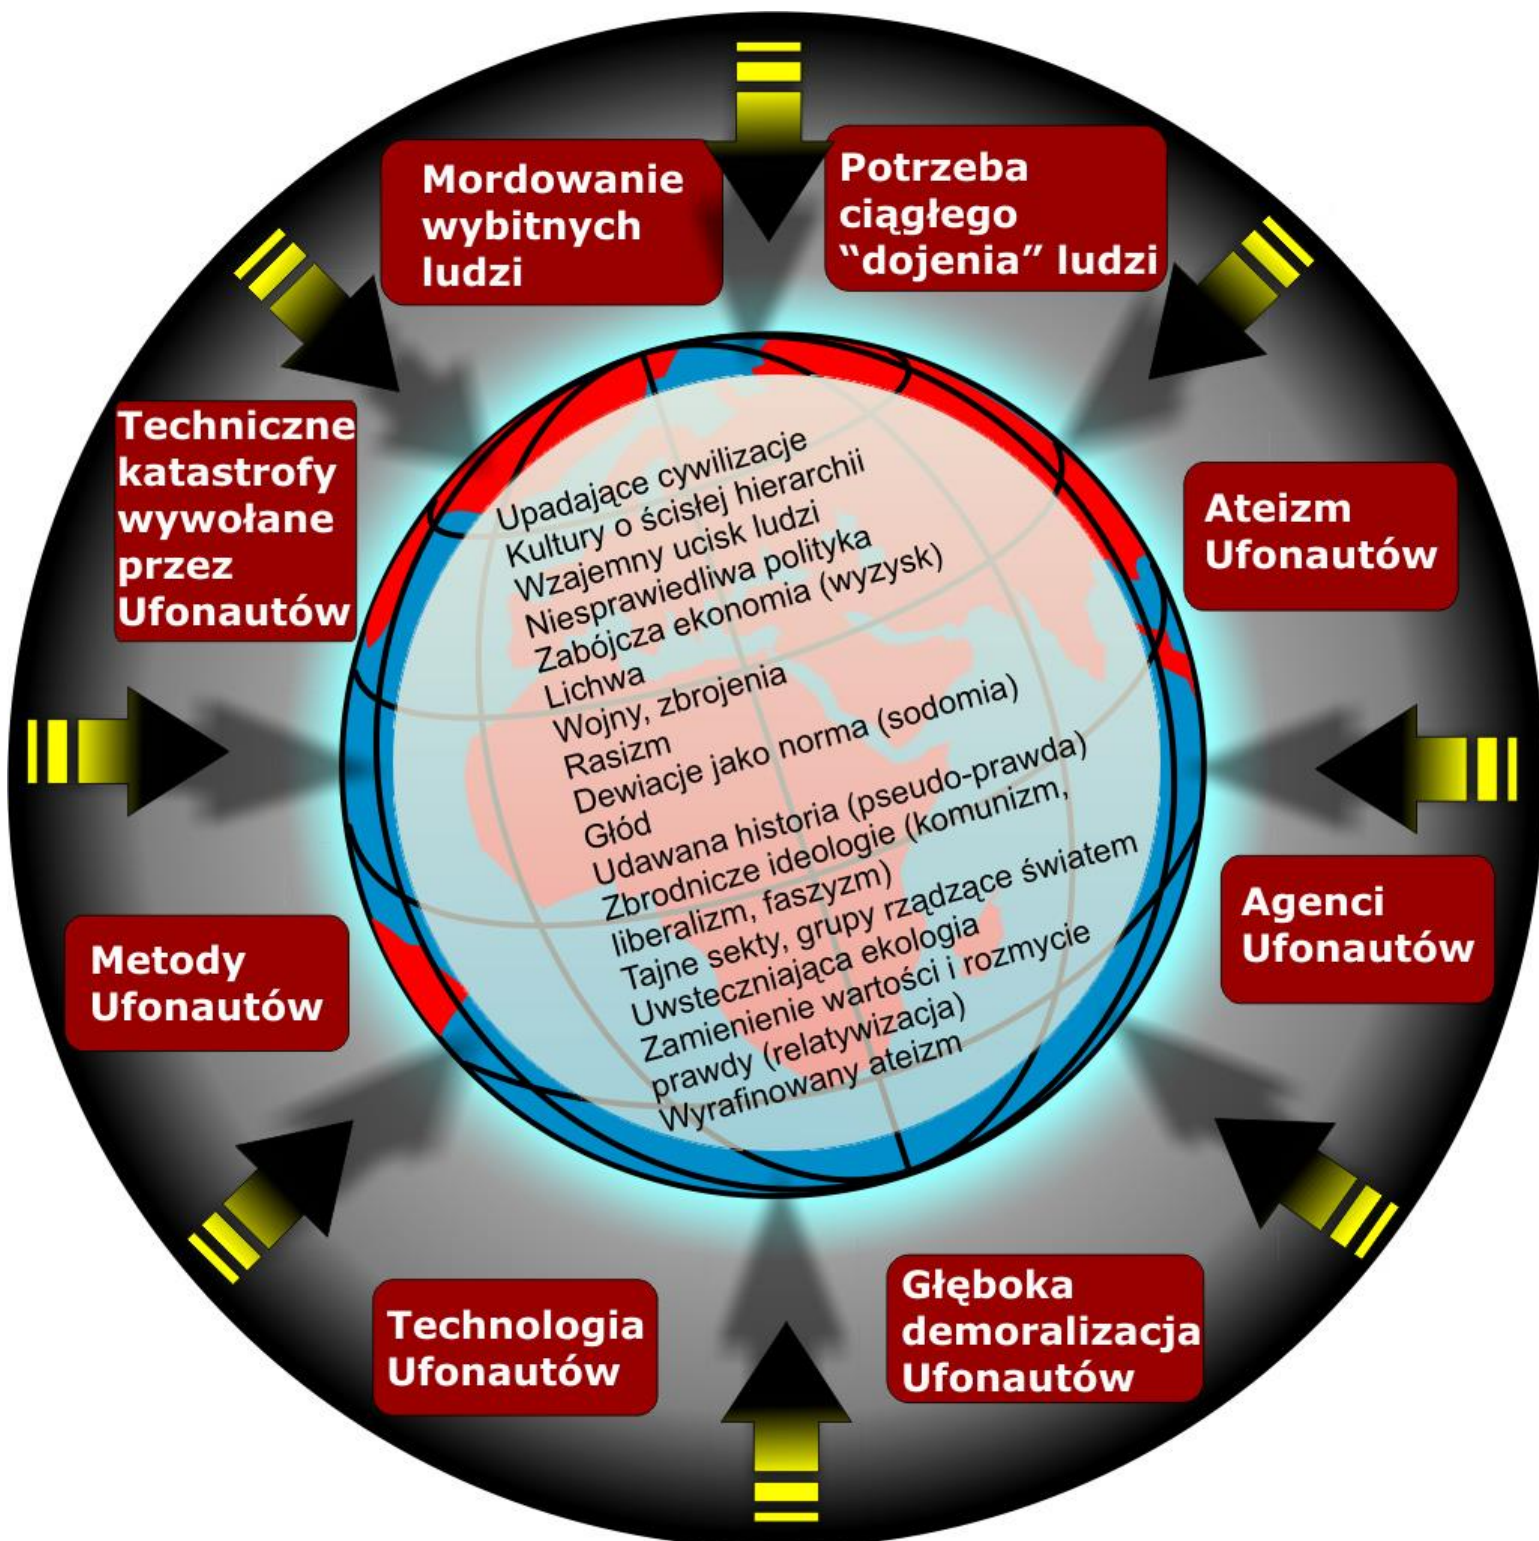 Mordowanie
wybitnych
ludzi
Potrzeba
ciągłego
“dojenia” ludzi
Techniczne
katastrofy
wywołane
przez
Ufonautów
Ateizm
Ufonautów
Upadające cywilizacje
Kultury o ścisłej hierarchii
Wzajemny ucisk ludzi
Niesprawiedliwa polityka
Zabójcza ekonomia (wyzysk)
Lichwa
Wojny, zbrojenia
Rasizm
Dewiacje jako norma (sodomia)
Głód
Udawana historia (pseudo-prawda)
Zbrodnicze ideologie (komunizm,
liberalizm, faszyzm)
Tajne sekty, grupy rządzące światem
Uwsteczniająca ekologia
Zamienienie wartości i rozmycie
prawdy (relatywizacja)
Wyrafinowany ateizm
Metody
Ufonautów
Agenci
Ufonautów
Technologia
Ufonautów
Głęboka
demoralizacja
Ufonautów